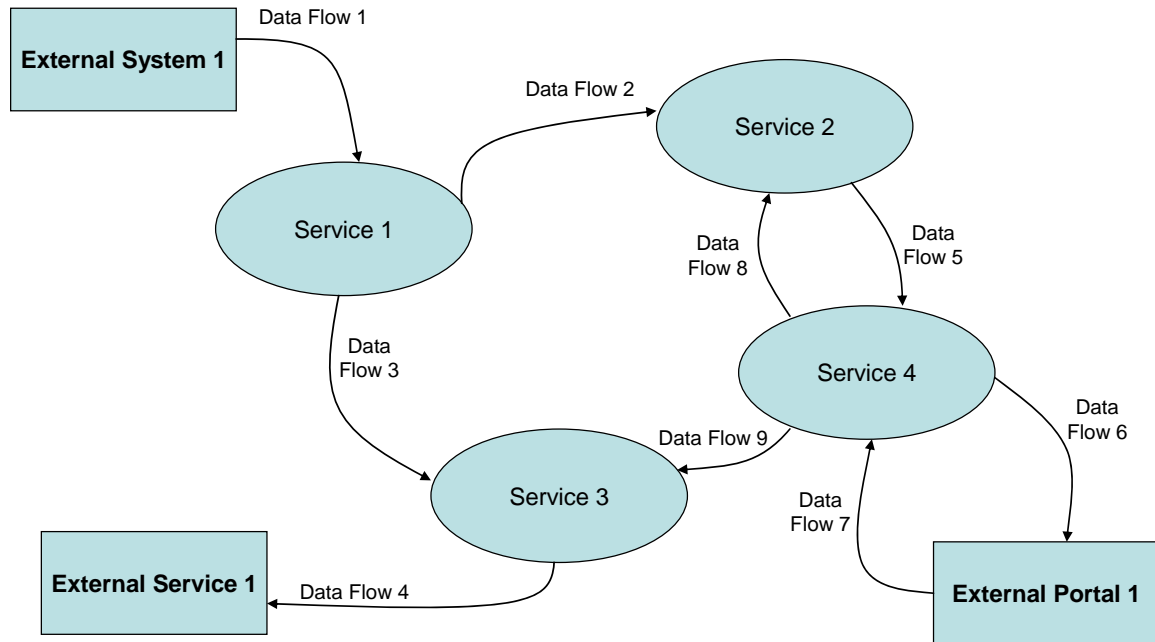 Data Flow 1
External System 1
Data Flow 2
Service 2
Service 1
Data
Flow 8
Data
Flow 5
Data
Flow 3
Service 4
Data
Flow 6
Data Flow 9
Service 3
Data
Flow 7
External Service 1
Data Flow 4
External Portal 1